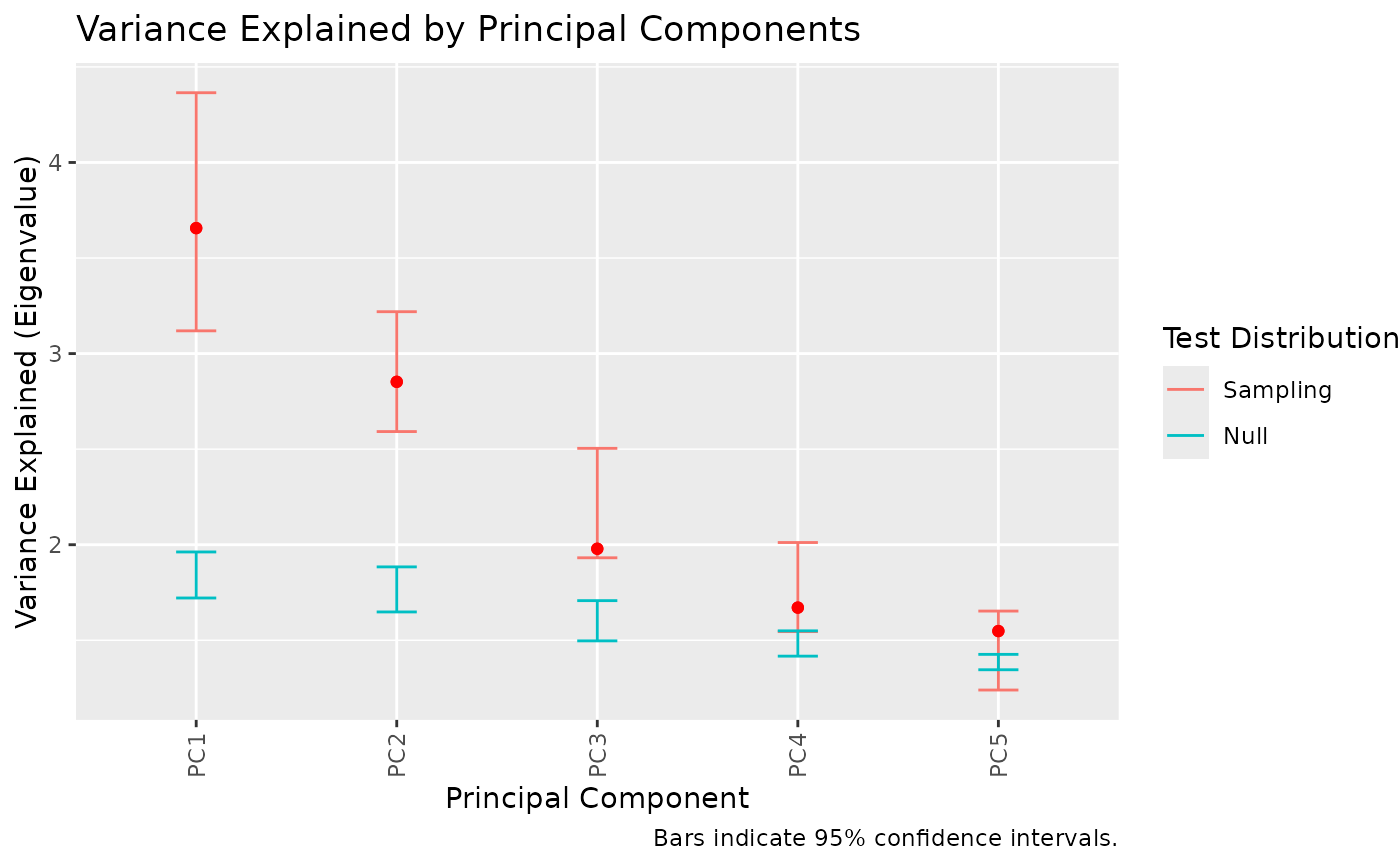 Variance Explained by Principal Components
Variance Explained (Eigenvalue)
4
3
2
PC1
PC2
PC3
PC4
PC5
Principal Component
Bars indicate 95% confidence intervals.
Test Distribution
Sampling
Null